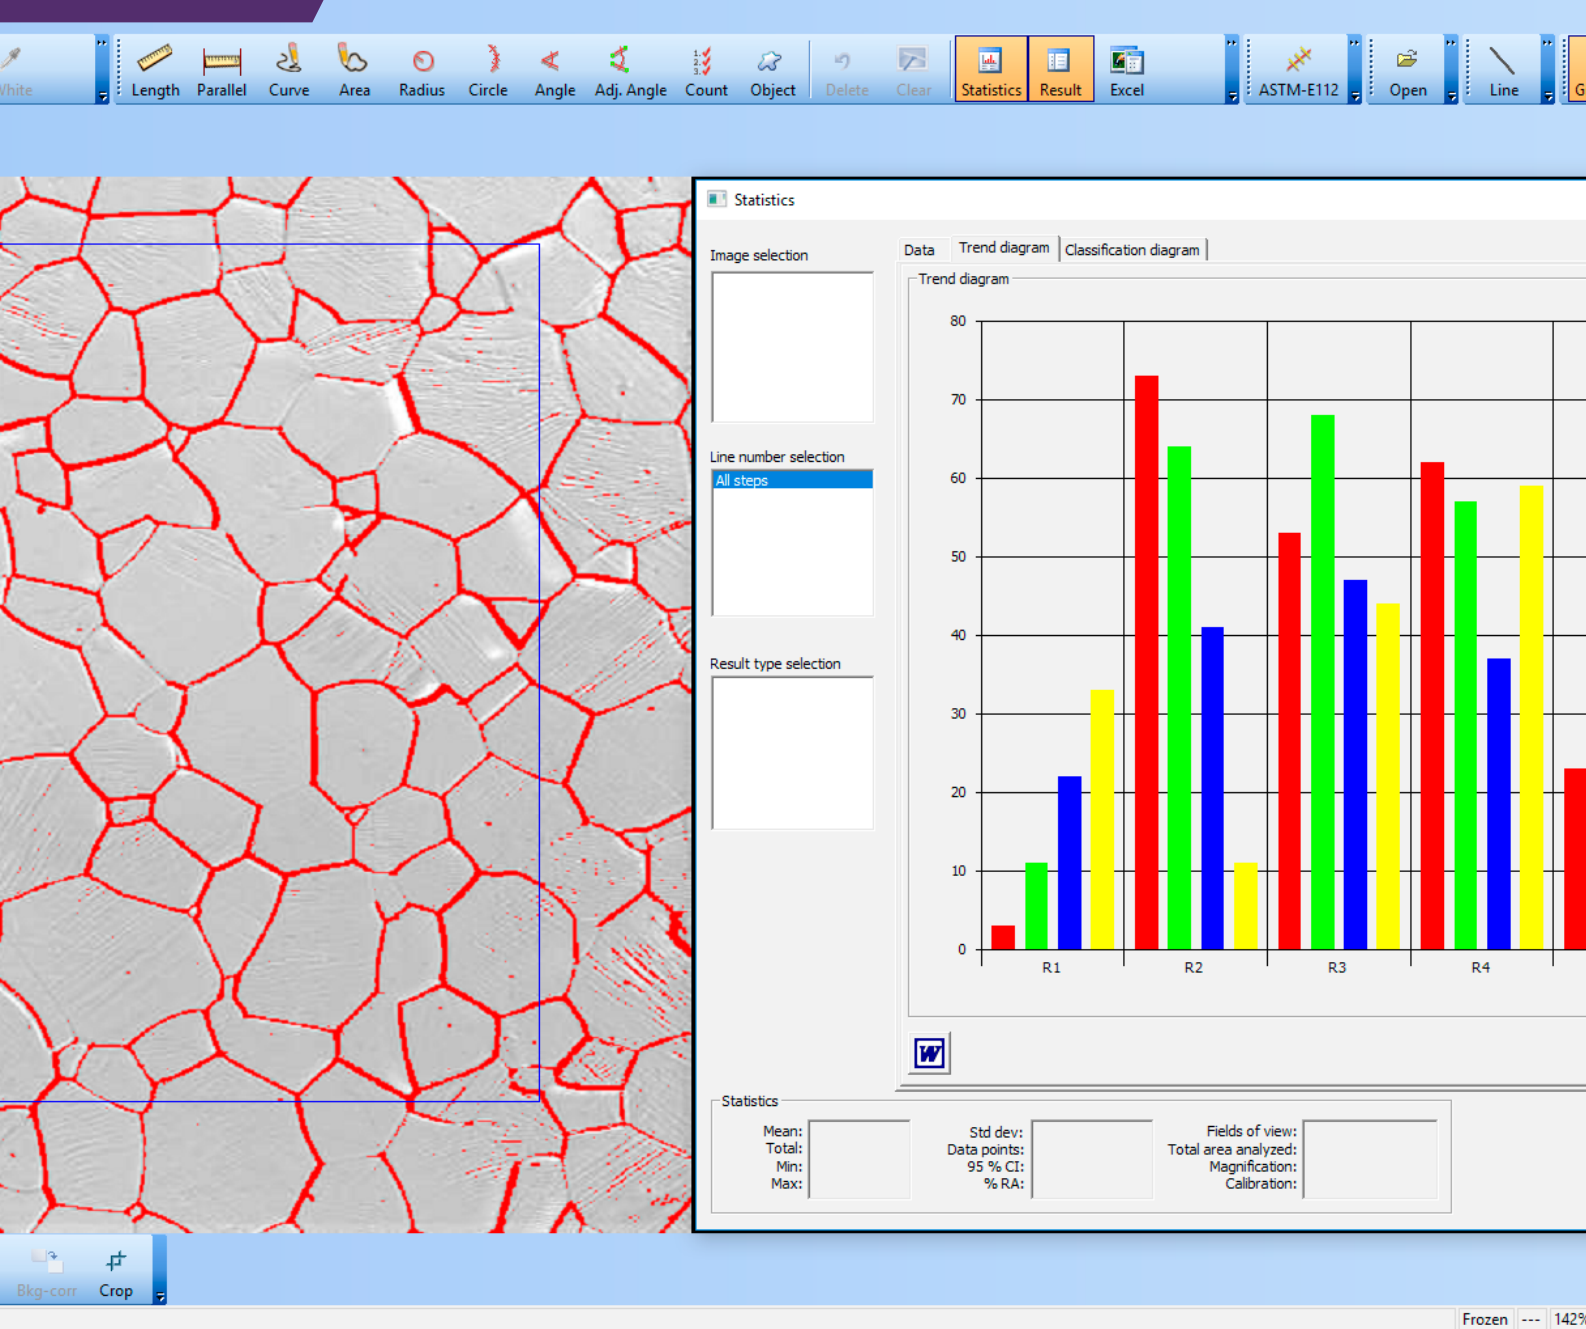 White
Length Parallel Curve Area Radius Circle Angle Adj. Angle Count Object Delete Clear Statistics Result Excel ASTM-E112 Open Line
Statistics
Image selection
Data Trend diagram Classification diagram
Trend diagram
80
70
60
50
40
30
20
10
0
R1 R2 R3 R4
Line number selection
All steps
Result type selection
W
Statistics
Mean:
Total:
Min:
Max:
Std dev:
Data points:
95 % CI:
% RA:
Fields of view:
Total area analyzed:
Magnification:
Calibration:
Bkg-corr Crop
Frozen --- 142%